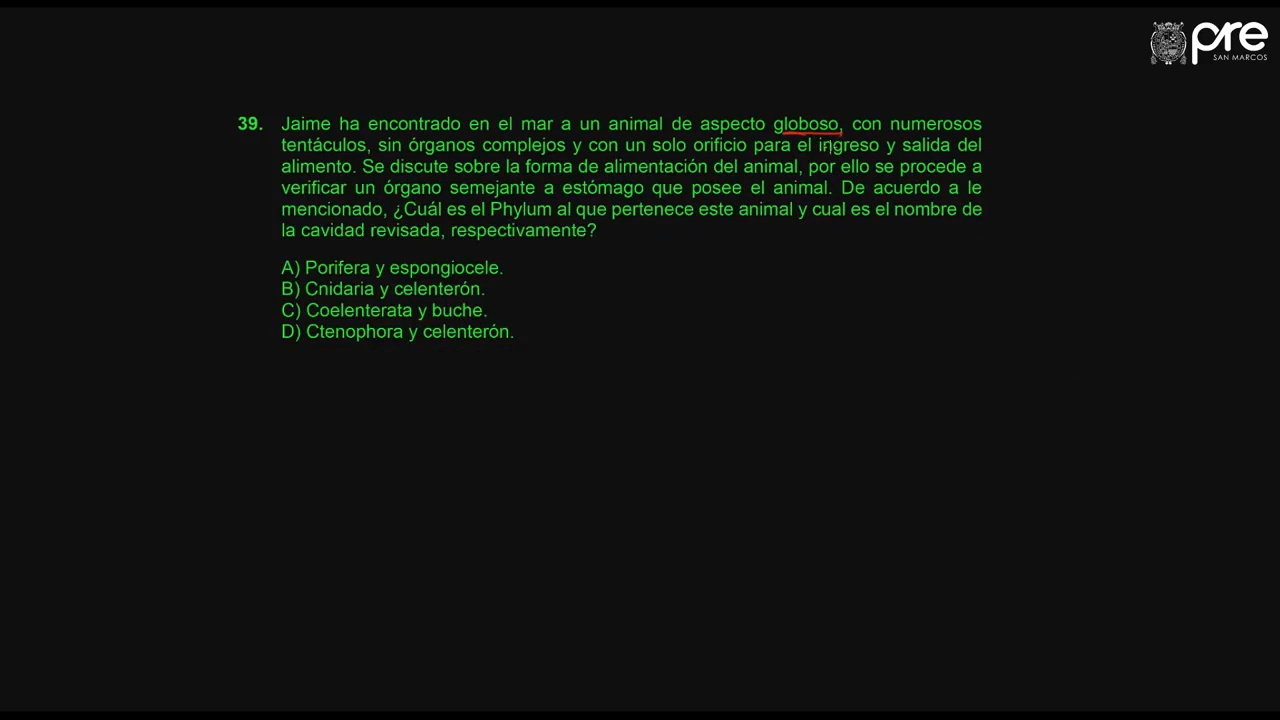 pre
SAN MARCOS
39. Jaime ha encontrado en el mar a un animal de aspecto globoso, con numerosos
tentáculos, sin órganos complejos y con un solo orificio para el ingreso y salida del
alimento. Se discute sobre la forma de alimentación del animal, por ello se procede a
verificar un órgano semejante a estómago que posee el animal. De acuerdo a le
mencionado, ¿Cuál es el Phylum al que pertenece este animal y cual es el nombre de
la cavidad revisada, respectivamente?
A) Porifera y espongiocele.
B) Cnidaria y celenterón.
C) Coelenterata y buche.
D) Ctenophora y celenterón.